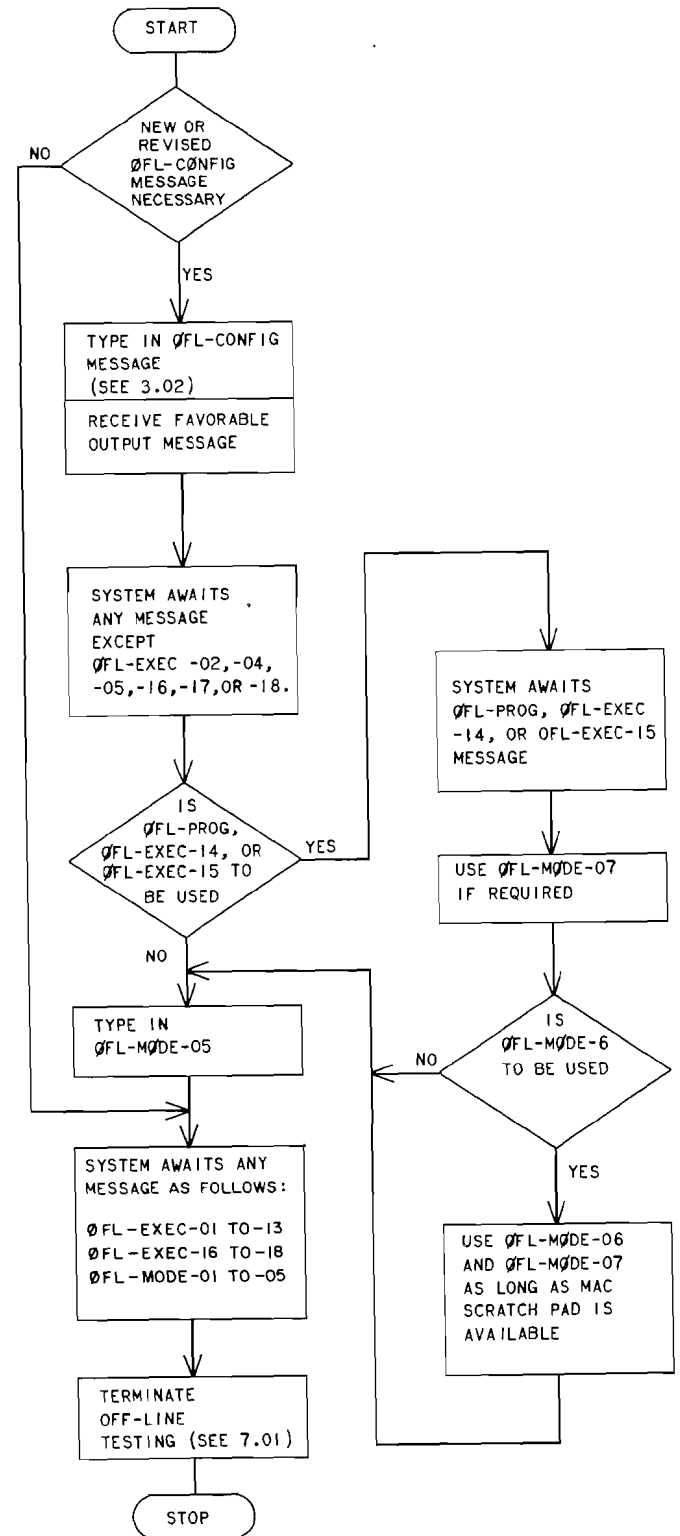 START
NEW OR
REVISED
ØFL-CØNFIG
MESSAGE
NECESSARY
NO
YES
TYPE IN ØFL-CONFIG
MESSAGE
(SEE 3.02)
RECEIVE FAVORABLE
OUTPUT MESSAGE
SYSTEM AWAITS
ANY MESSAGE
EXCEPT
ØFL-EXEC -02,-04,
-05,-16,-17,OR -18.
IS
ØFL-PROG,
ØFL-EXEC-14, OR
ØFL-EXEC-15 TO
BE USED
YES
NO
TYPE IN
ØFL-MØDE-05
SYSTEM AWAITS ANY
MESSAGE AS FOLLOWS:
ØFL-EXEC-01 TO-13
ØFL-EXEC-16 TO-18
ØFL-MODE-01 TO-05
TERMINATE
OFF-LINE
TESTING (SEE 7.01)
STOP
SYSTEM AWAITS
ØFL-PROG, ØFL-EXEC
-14, OR OFL-EXEC-15
MESSAGE
USE ØFL-MØDE-07
IF REQUIRED
IS
ØFL-MØDE-6
TO BE USED
NO
YES
USE ØFL-MØDE-06
AND ØFL-MØDE-07
AS LONG AS MAC
SCRATCH PAD IS
AVAILABLE